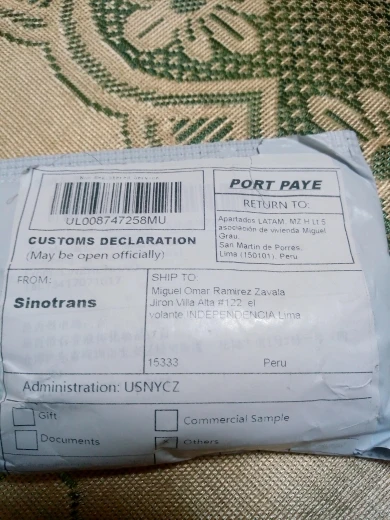 UL008747258MU
PORT PAYE
RETURN TO:
Apartados LATAM. MZ H Lt 5
asociación de vivienda Miguel
Grau.
San Martin de Porras,
Lima (150101), Peru
CUSTOMS DECLARATION
(May be open officially)
FROM:
Sinotrans
SHIP TO:
Miguel Omar Ramirez Zavala
Jiron Villa Alta #122, el
volante INDEPENDENCIA Lima
15333 Peru
Administration: USNYCZ
Gift
Commercial Sample
Documents
Others